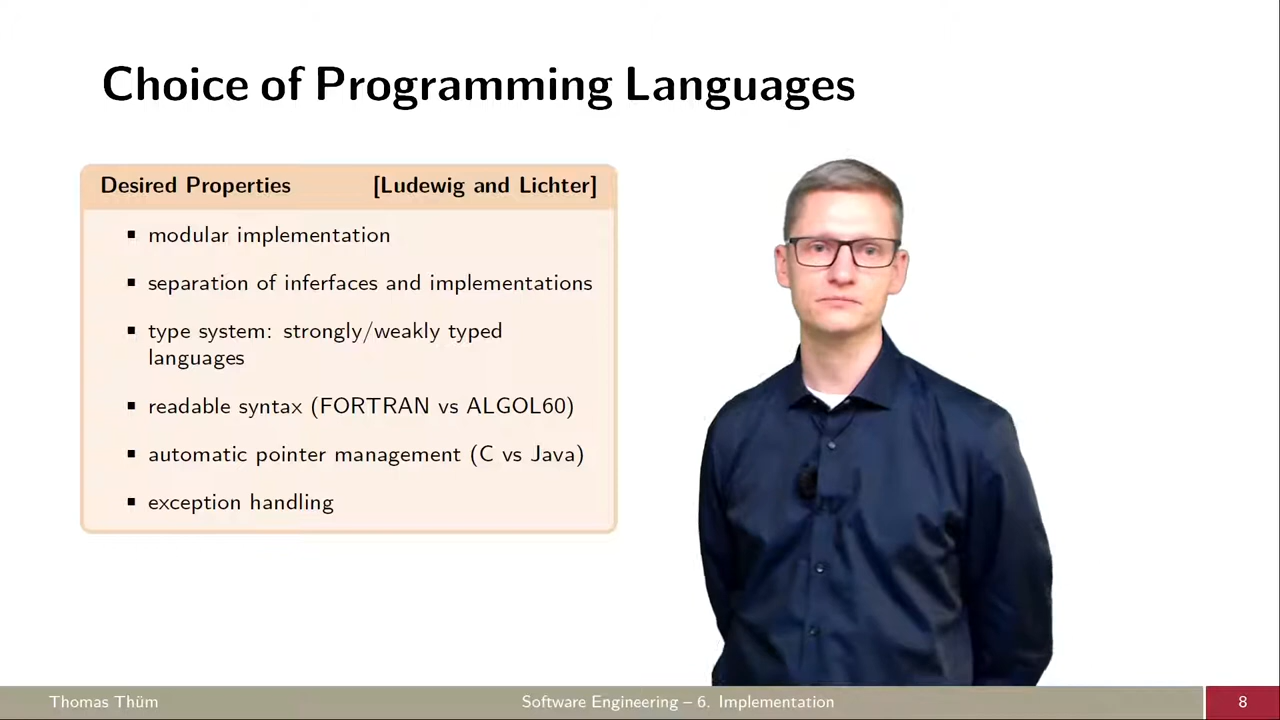 Choice of Programming Languages
Desired Properties [Ludewig and Lichter]
▪ modular implementation
▪ separation of inferfaces and implementations
▪ type system: strongly/weakly typed
languages
▪ readable syntax (FORTRAN vs ALGOL60)
▪ automatic pointer management (C vs Java)
▪ exception handling
Thomas Thüm Software Engineering – 6. Implementation 8